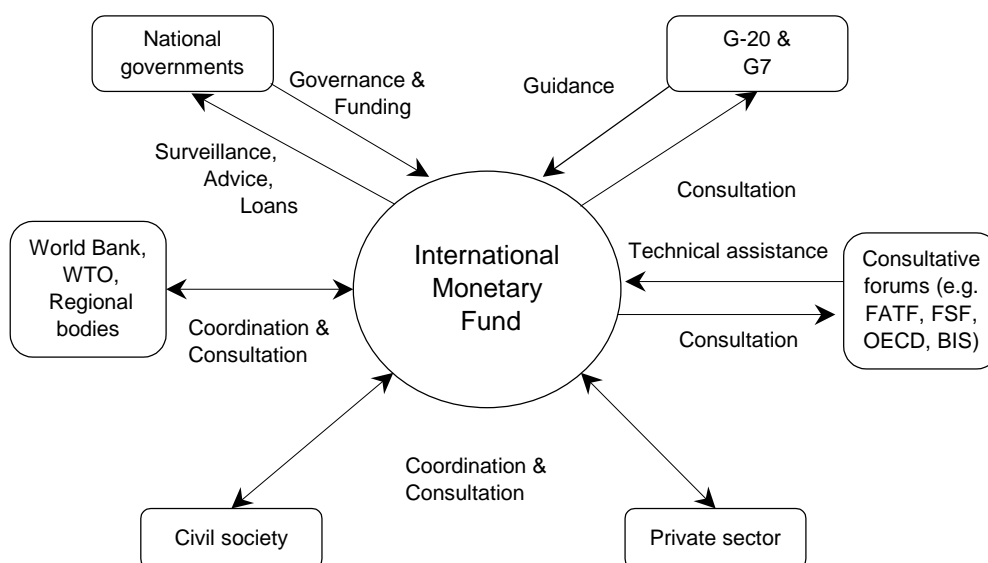 National
governments
G-20 &
G7
Governance &
Funding
Guidance
Surveillance,
Advice,
Loans
Consultation
World Bank,
WTO,
Regional
bodies
International
Monetary
Fund
Technical assistance
Consultative
forums (e.g.
FATF, FSF,
OECD, BIS)
Coordination &
Consultation
Consultation
Coordination &
Consultation
Civil society
Private sector